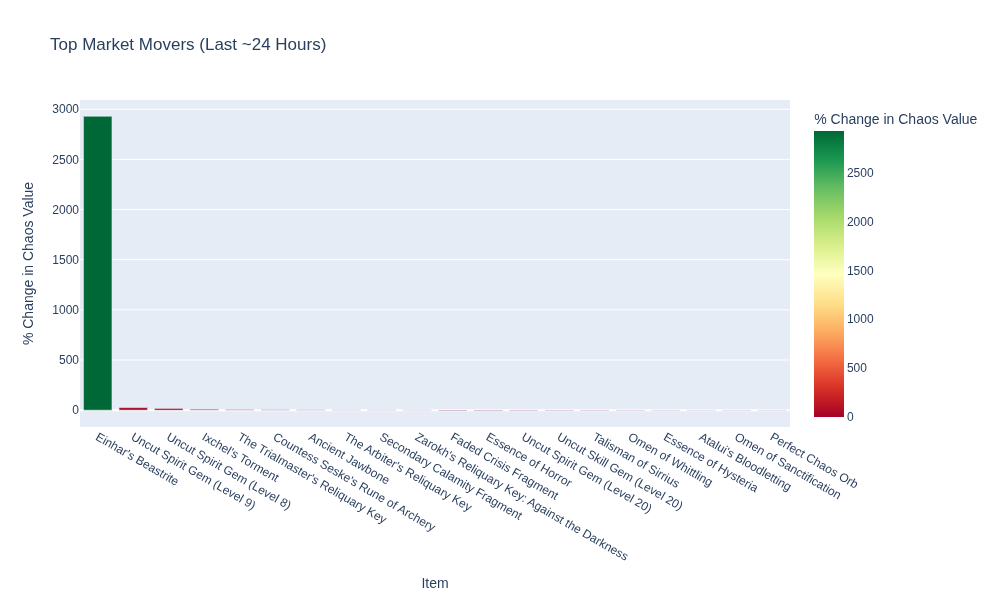 Top Market Movers (Last ~24 Hours)
% Change in Chaos Value
3000
2500
2000
1500
1000
500
0
% Change in Chaos Value
2500
2000
1500
1000
500
0
Einhar's Beastrite
Uncut Spirit Gem (Level 9)
Uncut Spirit Gem (Level 8)
Ixchel's Torment
The Trialmaster's Reliquary Key
Countess Seske's Rune of Archery
Ancient Jawbone
The Arbiter's Reliquary Key
Secondary Calamity Fragment
Zarokh's Reliquary Key: Against the Darkness
Faded Crisis Fragment
Essence of Horror
Uncut Spirit Gem (Level 20)
Uncut Skill Gem (Level 20)
Talisman of Sirrius
Omen of Whittling
Essence of Hysteria
Atalui's Bloodletting
Omen of Sanctification
Perfect Chaos Orb
Item